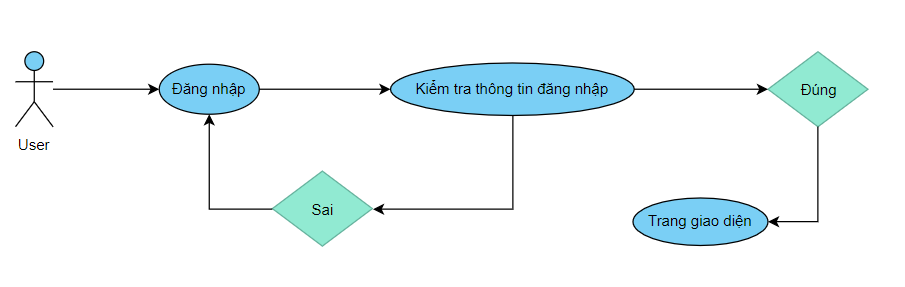 Đăng nhập
Kiểm tra thông tin đăng nhập
Đúng
User
Sai
Trang giao diện